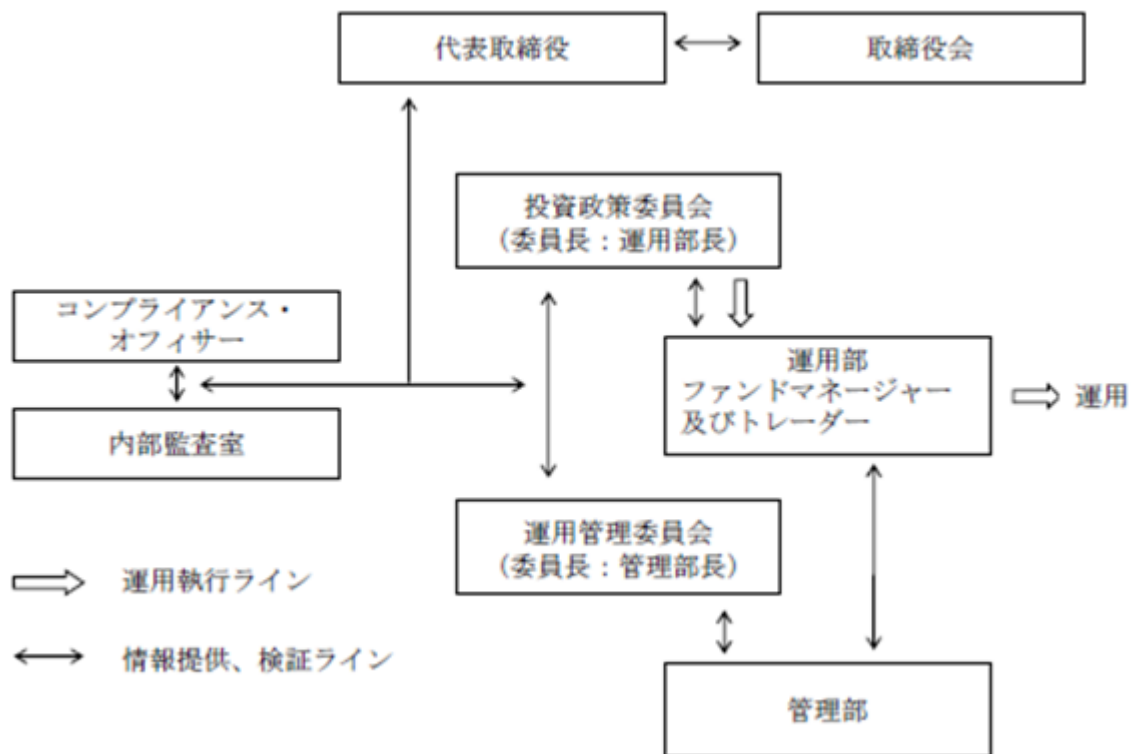 代表取締役
取締役会
投資政策委員会
（委員長：運用部長）
コンプライアンス・
オフィサー
内部監査室
運用部
ファンドマネージャー
及びトレーダー
運用
運用管理委員会
（委員長：管理部長）
管理部
運用執行ライン
情報提供、検証ライン